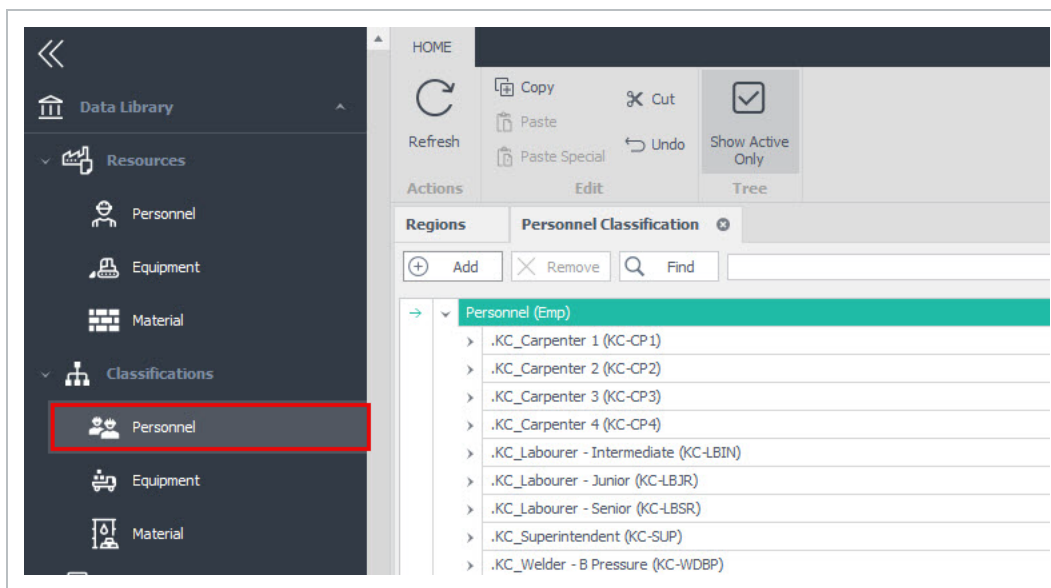 Data Library
Resources
Personnel
Equipment
Material
Classifications
Personnel
Equipment
Material
HOME
Refresh
Copy
Paste
Paste Special
Cut
Undo
Show Active
Only
Actions
Edit
Tree
Regions
Personnel Classification
Add
Remove
Find
Personnel (Emp)
.KC_Carpenter 1 (KC-CP1)
.KC_Carpenter 2 (KC-CP2)
.KC_Carpenter 3 (KC-CP3)
.KC_Carpenter 4 (KC-CP4)
.KC_Labourer - Intermediate (KC-LBIN)
.KC_Labourer - Junior (KC-LBJR)
.KC_Labourer - Senior (KC-LBSR)
.KC_Superintendent (KC-SUP)
.KC_Welder - B Pressure (KC-WDBP)